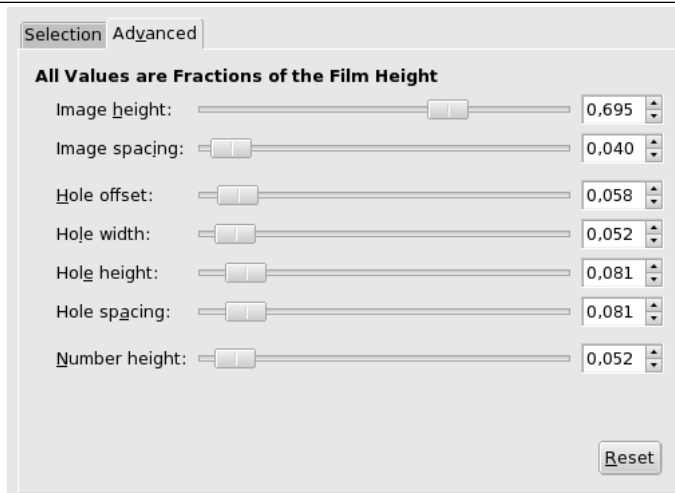 Selection Advanced
All Values are Fractions of the Film Height
Image height: 0,695
Image spacing: 0,040
Hole offset: 0,058
Hole width: 0,052
Hole height: 0,081
Hole spacing: 0,081
Number height: 0,052
Reset